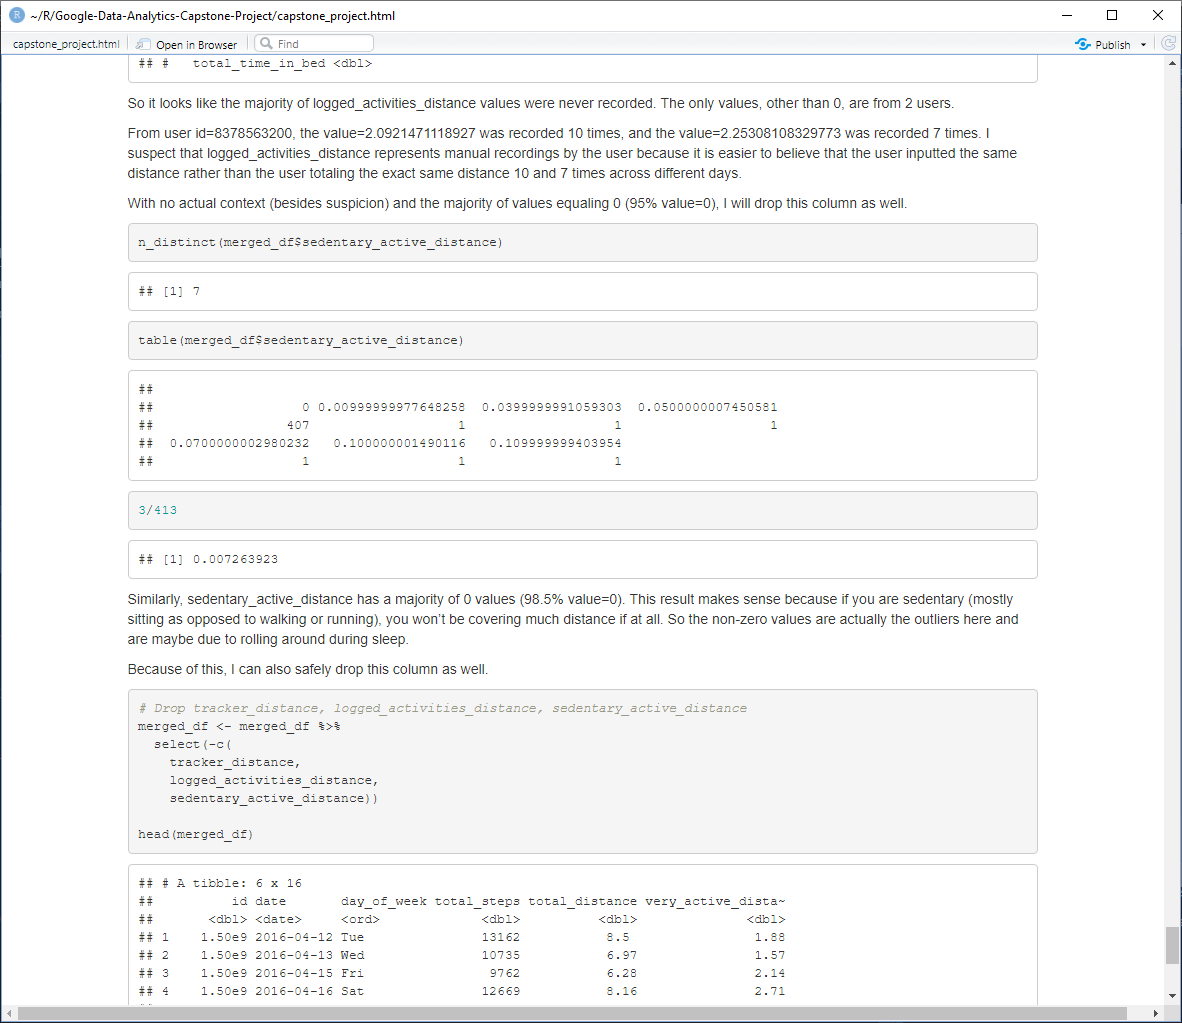 ~/R/Google-Data-Analytics-Capstone-Project/capstone_project.html
capstone_project.html Open in Browser Find Publish
## #   total_time_in_bed <dbl>
So it looks like the majority of logged_activities_distance values were never recorded. The only values, other than 0, are from 2 users.
From user id=8378563200, the value=2.0921471118927 was recorded 10 times, and the value=2.25308108329773 was recorded 7 times. I
suspect that logged_activities_distance represents manual recordings by the user because it is easier to believe that the user inputted the same
distance rather than the user totaling the exact same distance 10 and 7 times across different days.
With no actual context (besides suspicion) and the majority of values equaling 0 (95% value=0), I will drop this column as well.
n_distinct(merged_df$sedentary_active_distance)
## [1] 7
table(merged_df$sedentary_active_distance)
##
##                   0 0.00999999977648258  0.0399999991059303  0.0500000007450581
##                 407                   1                   1                   1
##  0.0700000002980232   0.100000001490116   0.109999999403954
##                   1                   1                   1
3/413
## [1] 0.007263923
Similarly, sedentary_active_distance has a majority of 0 values (98.5% value=0). This result makes sense because if you are sedentary (mostly
sitting as opposed to walking or running), you won't be covering much distance if at all. So the non-zero values are actually the outliers here and
are maybe due to rolling around during sleep.
Because of this, I can also safely drop this column as well.
# Drop tracker_distance, logged_activities_distance, sedentary_active_distance
merged_df <- merged_df %>%
  select(-c(
    tracker_distance,
    logged_activities_distance,
    sedentary_active_distance))
head(merged_df)
## # A tibble: 6 x 16
##          id date       day_of_week total_steps total_distance very_active_dista~
##       <dbl> <date>     <ord>             <dbl>          <dbl>              <dbl>
## 1    1.50e9 2016-04-12 Tue               13162           8.5                1.88
## 2    1.50e9 2016-04-13 Wed               10735           6.97               1.57
## 3    1.50e9 2016-04-15 Fri                9762           6.28               2.14
## 4    1.50e9 2016-04-16 Sat               12669           8.16               2.71